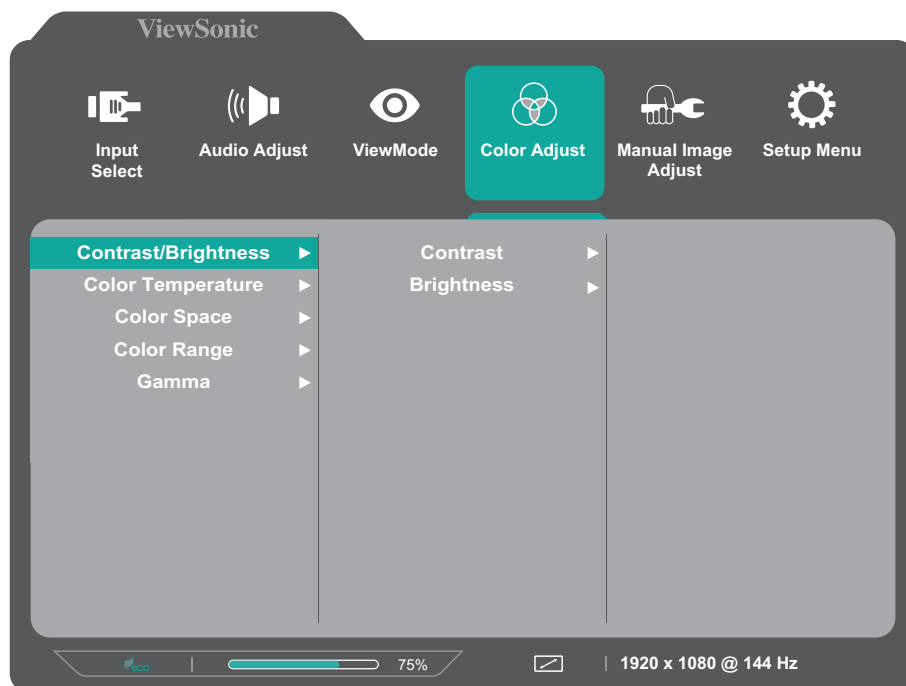 ViewSonic
Input
Select
Audio Adjust
ViewMode
Color Adjust
Manual Image
Adjust
Setup Menu
Contrast/Brightness
Color Temperature
Color Space
Color Range
Gamma
Contrast
Brightness
eco
75%
1920 x 1080 @ 144 Hz